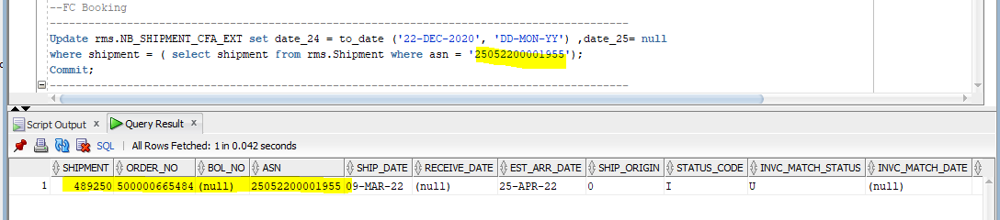 --FC Booking
--------------------------------------------------------------------------------
Update rms.NB_SHIPMENT_CFA_EXT set date_24 = to_date ('22-DEC-2020', 'DD-MON-YY') ,date_25= null
where shipment = ( select shipment from rms.Shipment where asn = '25052200001955');
Commit;
--------------------------------------------------------------------------------
Script Output x Query Result x
SQL | All Rows Fetched: 1 in 0.042 seconds
SHIPMENT ORDER_NO BOL_NO ASN SHIP_DATE RECEIVE_DATE EST_ARR_DATE SHIP_ORIGIN STATUS_CODE INVC_MATCH_STATUS INVC_MATCH_DATE
1 489250 500000665484 (null) 25052200001955 09-MAR-22 (null) 25-APR-22 0 I U (null)